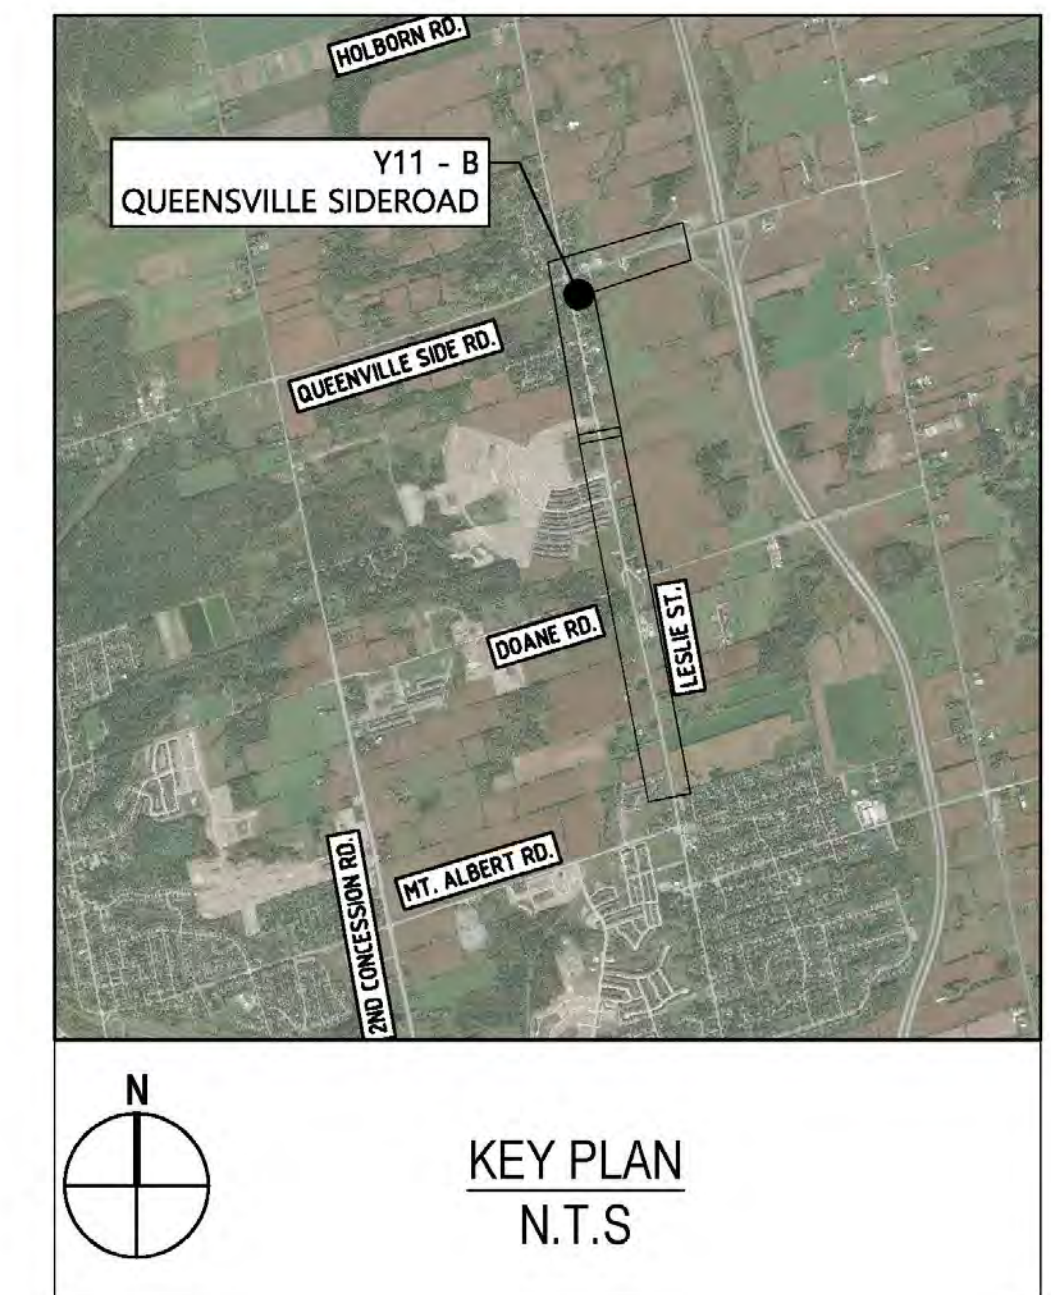 HOLBORN RD.
Y11 - B
QUEENSVILLE SIDEROAD
QUEENVILLE SIDE RD.
DOANE RD.
LESLIE ST.
MT. ALBERT RD.
2ND CONCESSION RD.
N
KEY PLAN
N.T.S